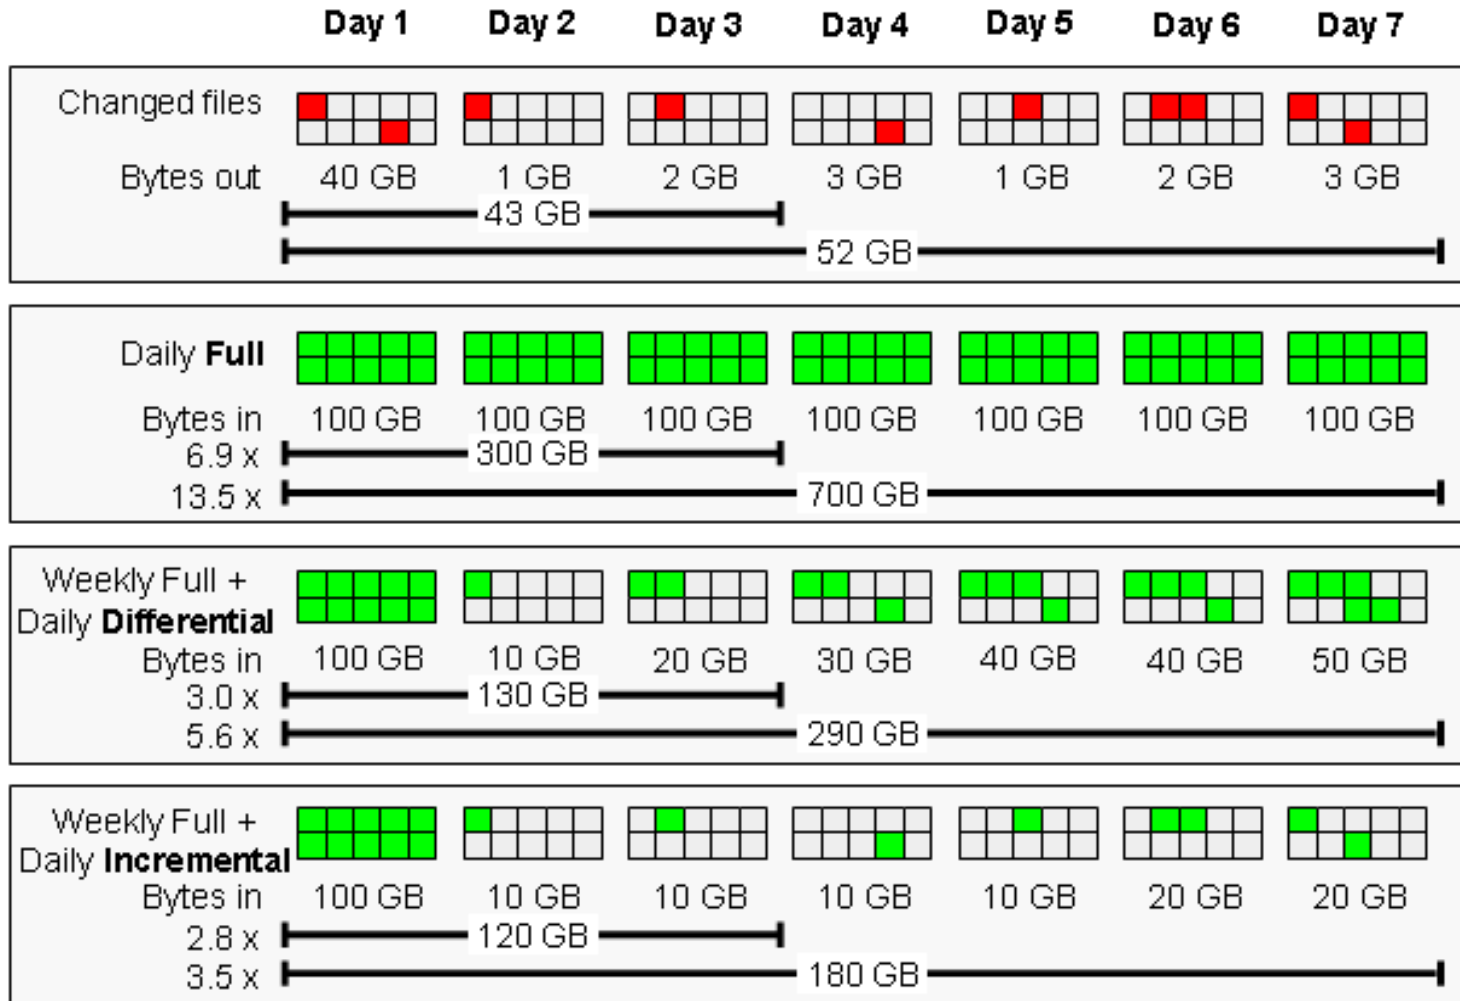 Day 1 Day 2 Day 3 Day 4 Day 5 Day 6 Day 7
Changed files
Bytes out 40 GB 1 GB 2 GB 3 GB 1 GB 2 GB 3 GB
43 GB
52 GB
Daily Full
Bytes in 100 GB 100 GB 100 GB 100 GB 100 GB 100 GB 100 GB
6.9 x 300 GB
13.5 x 700 GB
Weekly Full +
Daily Differential
Bytes in 100 GB 10 GB 20 GB 30 GB 40 GB 40 GB 50 GB
3.0 x 130 GB
5.6 x 290 GB
Weekly Full +
Daily Incremental
Bytes in 100 GB 10 GB 10 GB 10 GB 10 GB 20 GB 20 GB
2.8 x 120 GB
3.5 x 180 GB